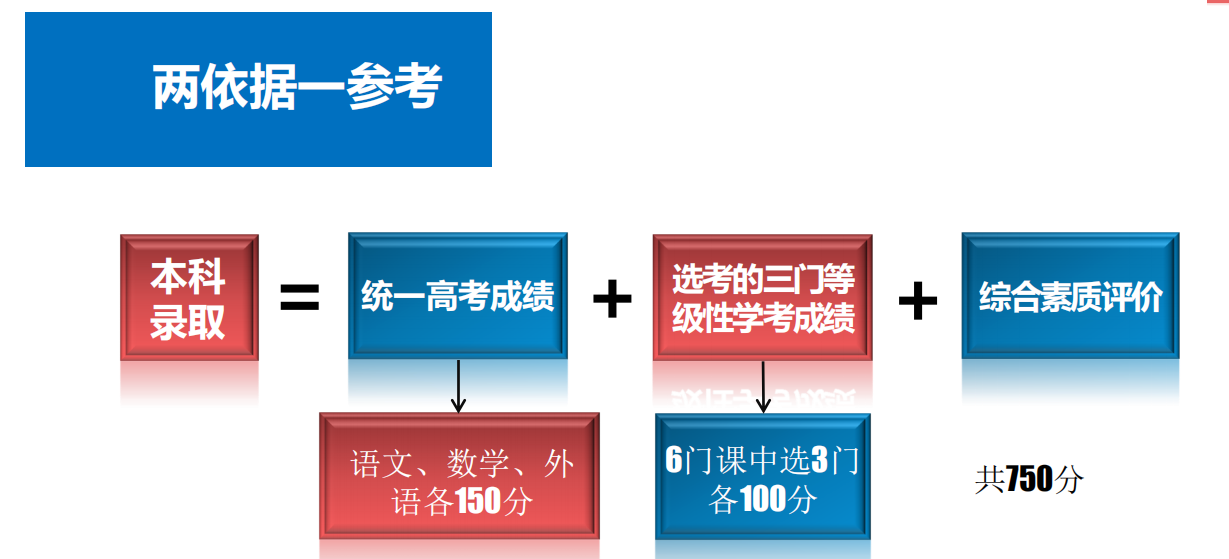 两依据一参考
本科
录取
=
统一高考成绩
+
选考的三门等
级性学考成绩
+
综合素质评价
语文、数学、外
语各150分
6门课中选3门
各100分
共750分